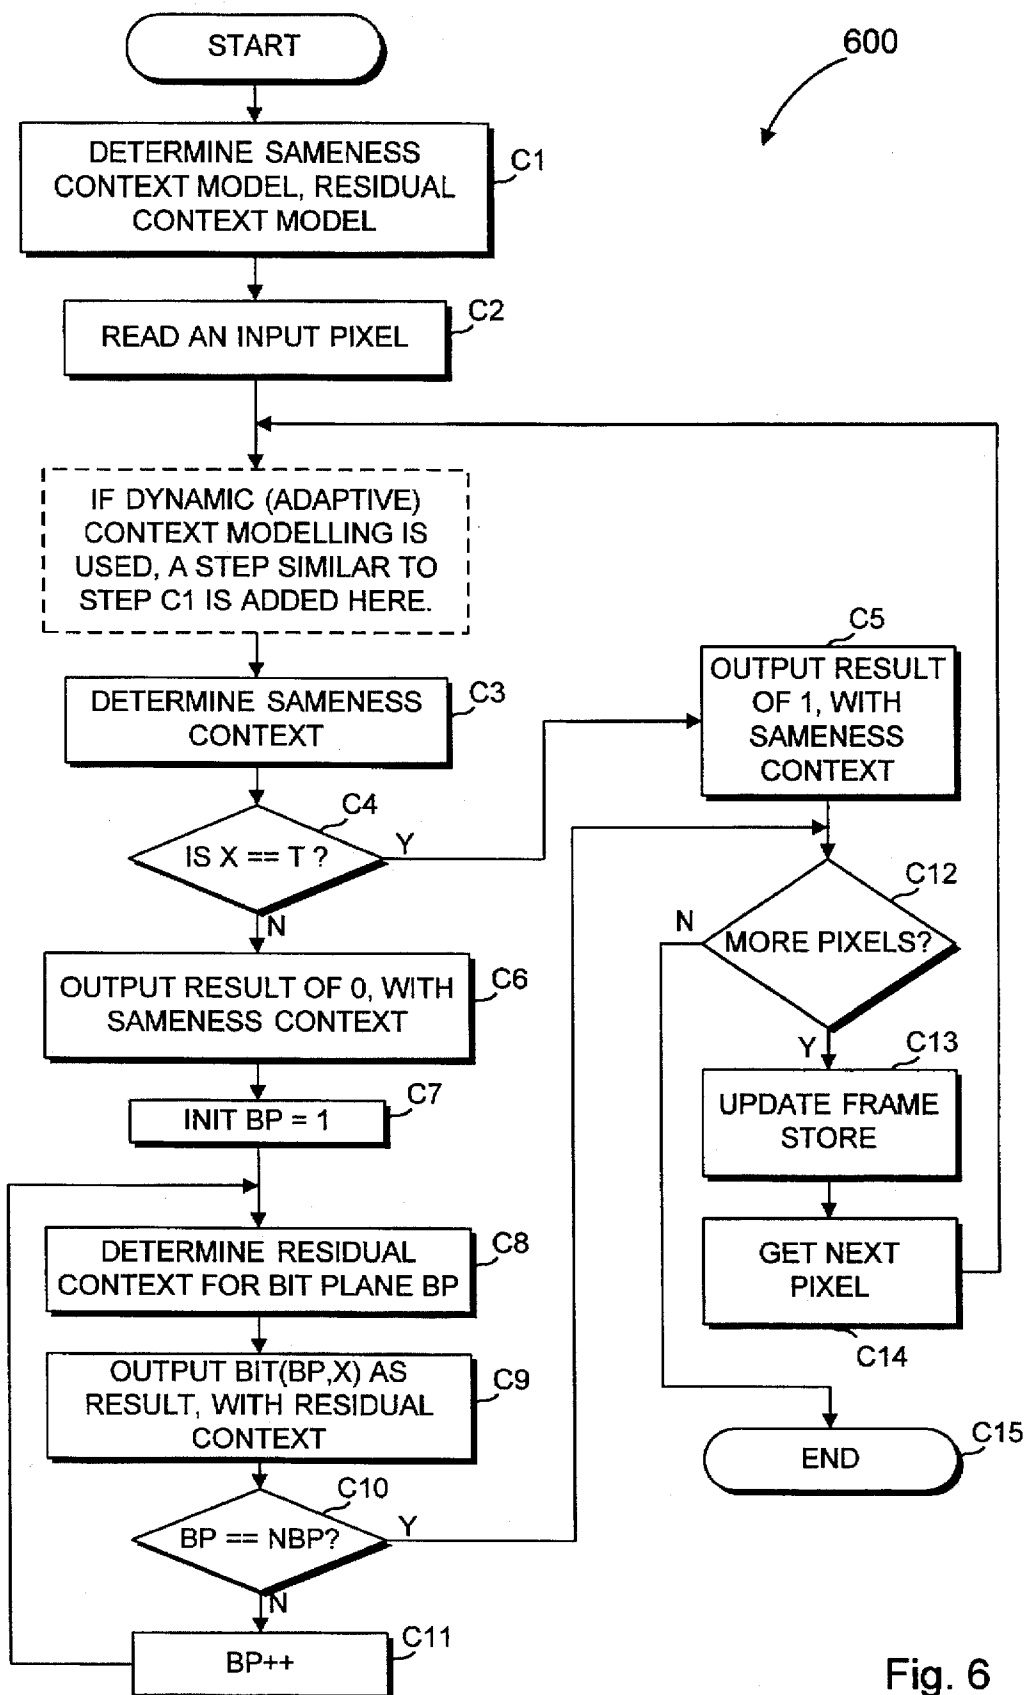 START
600
DETERMINE SAMENESS
CONTEXT MODEL, RESIDUAL
CONTEXT MODEL
C1
READ AN INPUT PIXEL
C2
IF DYNAMIC (ADAPTIVE)
CONTEXT MODELLING IS
USED, A STEP SIMILAR TO
STEP C1 IS ADDED HERE.
DETERMINE SAMENESS
CONTEXT
C3
IS X == T ?
C4
Y
N
OUTPUT RESULT
OF 1, WITH
SAMENESS
CONTEXT
C5
OUTPUT RESULT OF 0, WITH
SAMENESS CONTEXT
C6
INIT BP = 1
C7
DETERMINE RESIDUAL
CONTEXT FOR BIT PLANE BP
C8
OUTPUT BIT(BP,X) AS
RESULT, WITH RESIDUAL
CONTEXT
C9
BP == NBP?
C10
Y
N
BP++
C11
MORE PIXELS?
C12
N
Y
UPDATE FRAME
STORE
C13
GET NEXT
PIXEL
C14
END
C15
Fig. 6